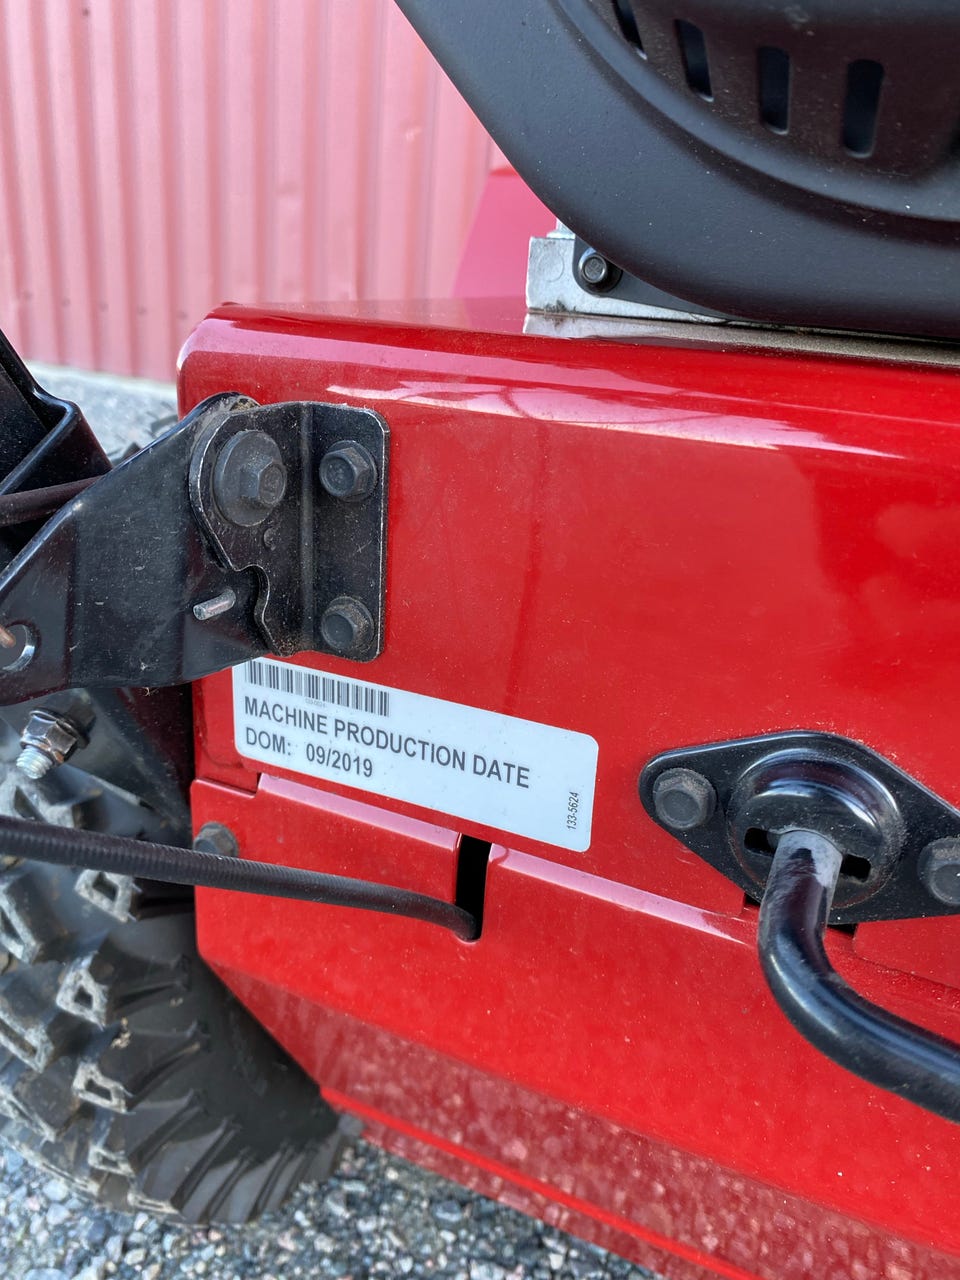 MACHINE PRODUCTION DATE
DOM: 09/2019
133-5624